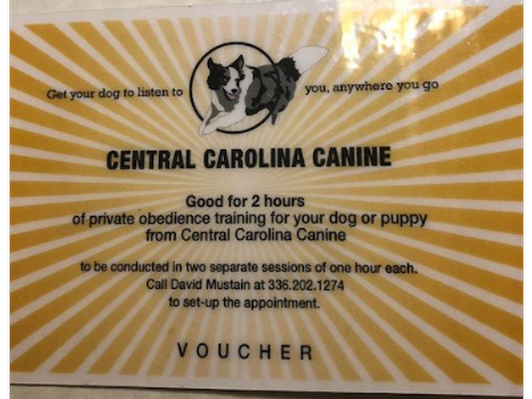 Get your dog to listen to you, anywhere you go
CENTRAL CAROLINA CANINE
Good for 2 hours
of private obedience training for your dog or puppy
from Central Carolina Canine
to be conducted in two separate sessions of one hour each.
Call David Mustain at 336.202.1274
to set-up the appointment.
VOUCHER